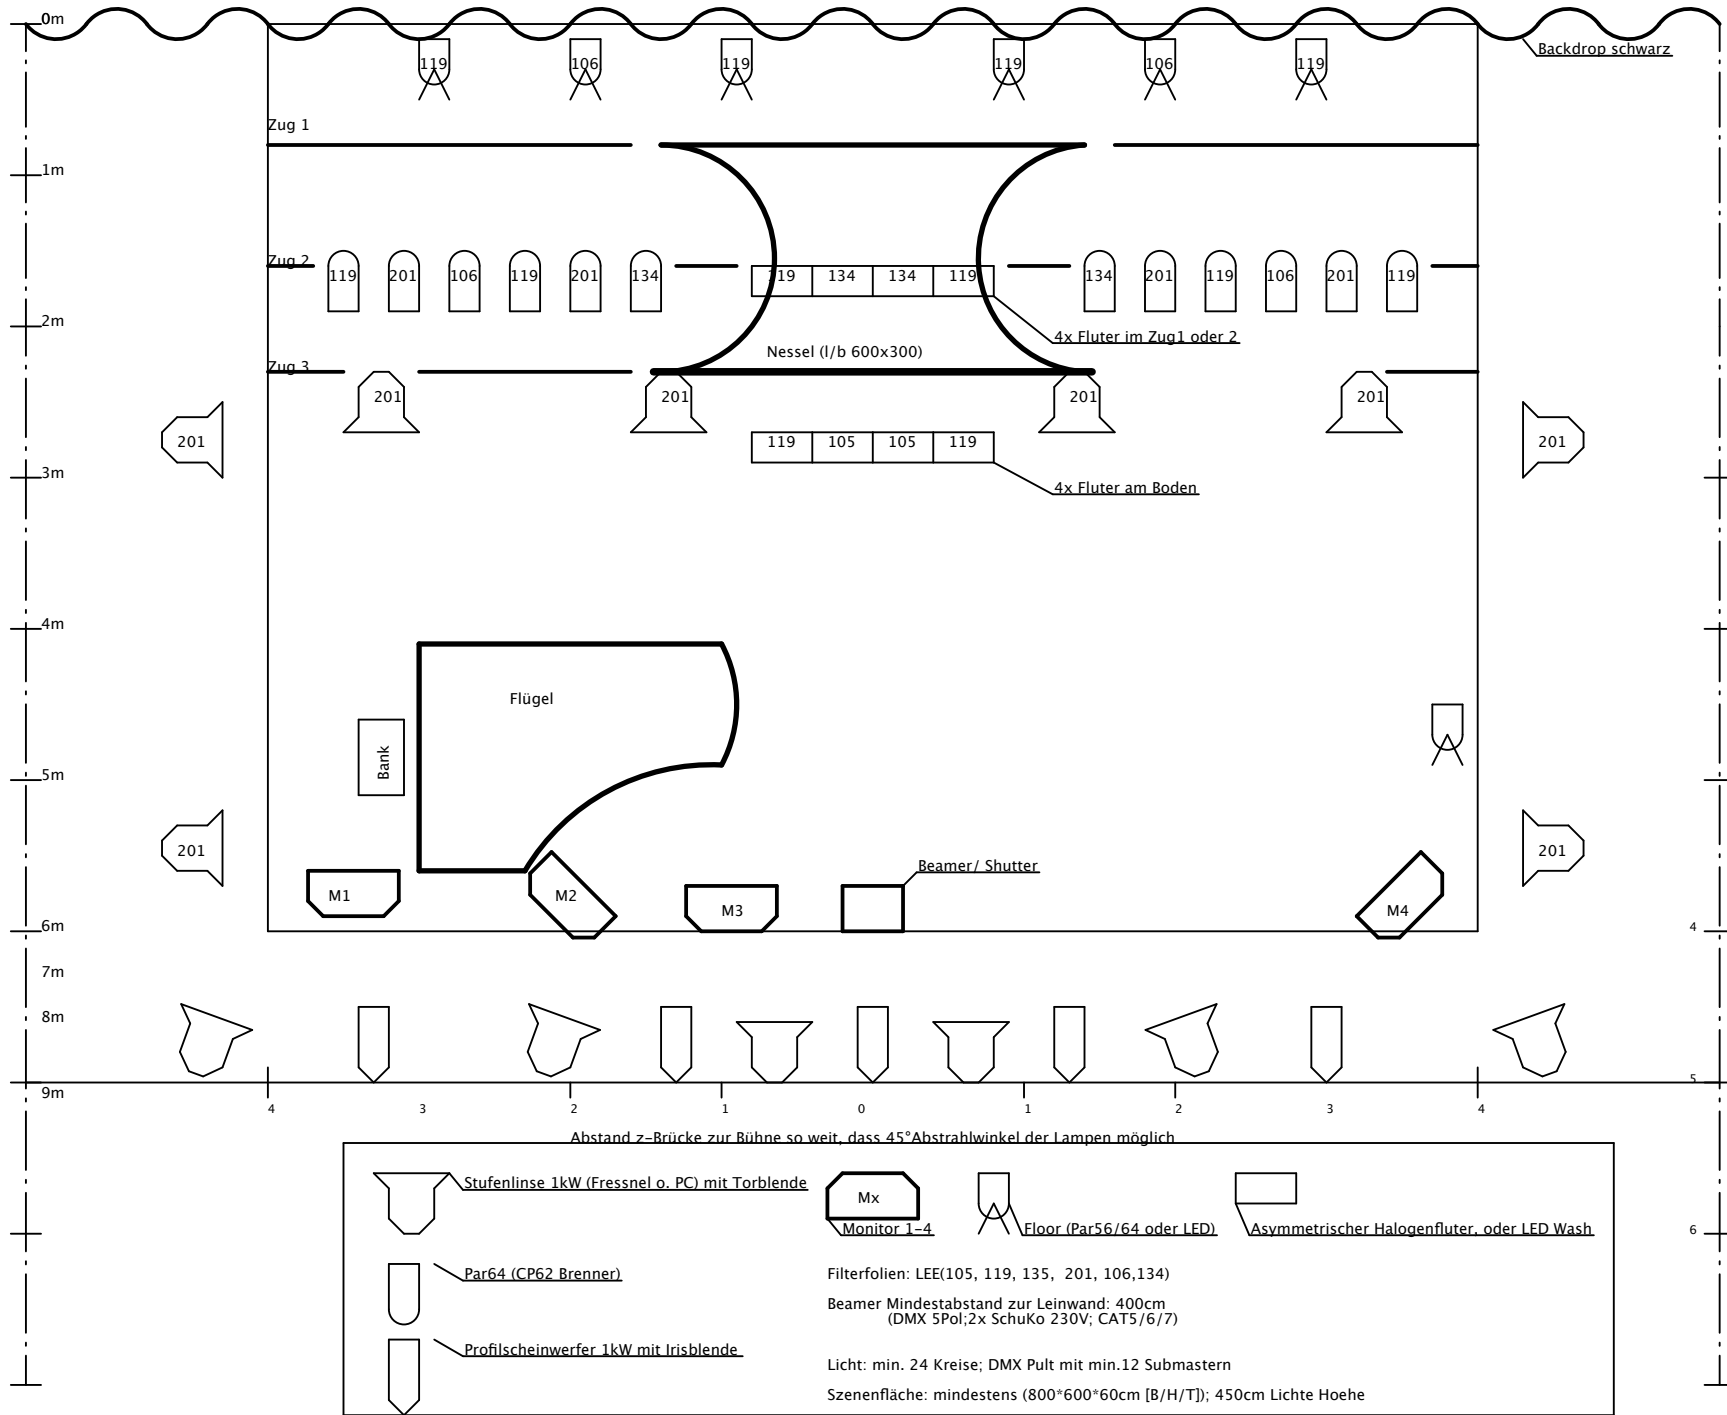 0m
Backdrop schwarz
119 106 119 119 106 119
Zug 1
1m
Zug 2
119 201 106 119 201 134 119 134 134 119 134 201 119 106 201 119
2m
4x Fluter im Zug1 oder 2
Nessel (l/b 600x300)
Zug 3
201 201 201 201
201 201
119 105 105 119
3m
4x Fluter am Boden
4m
Flügel
Bank
5m
201 201
Beamer/ Shutter
M1 M2 M3 M4
6m 4
7m
8m
9m 5
4 3 2 1 0 1 2 3 4
Abstand z-Brücke zur Bühne so weit, dass 45°Abstrahlwinkel der Lampen möglich
Stufenlinse 1kW (Fressnel o. PC) mit Torblende
Mx
Monitor 1-4
Floor (Par56/64 oder LED)
Asymmetrischer Halogenfluter, oder LED Wash
6
Par64 (CP62 Brenner)
Filterfolien: LEE(105, 119, 135, 201, 106,134)
Beamer Mindestabstand zur Leinwand: 400cm
(DMX 5Pol;2x SchuKo 230V; CAT5/6/7)
Profilscheinwerfer 1kW mit Irisblende
Licht: min. 24 Kreise; DMX Pult mit min.12 Submastern
Szenenfläche: mindestens (800*600*60cm [B/H/T]); 450cm Lichte Hoehe